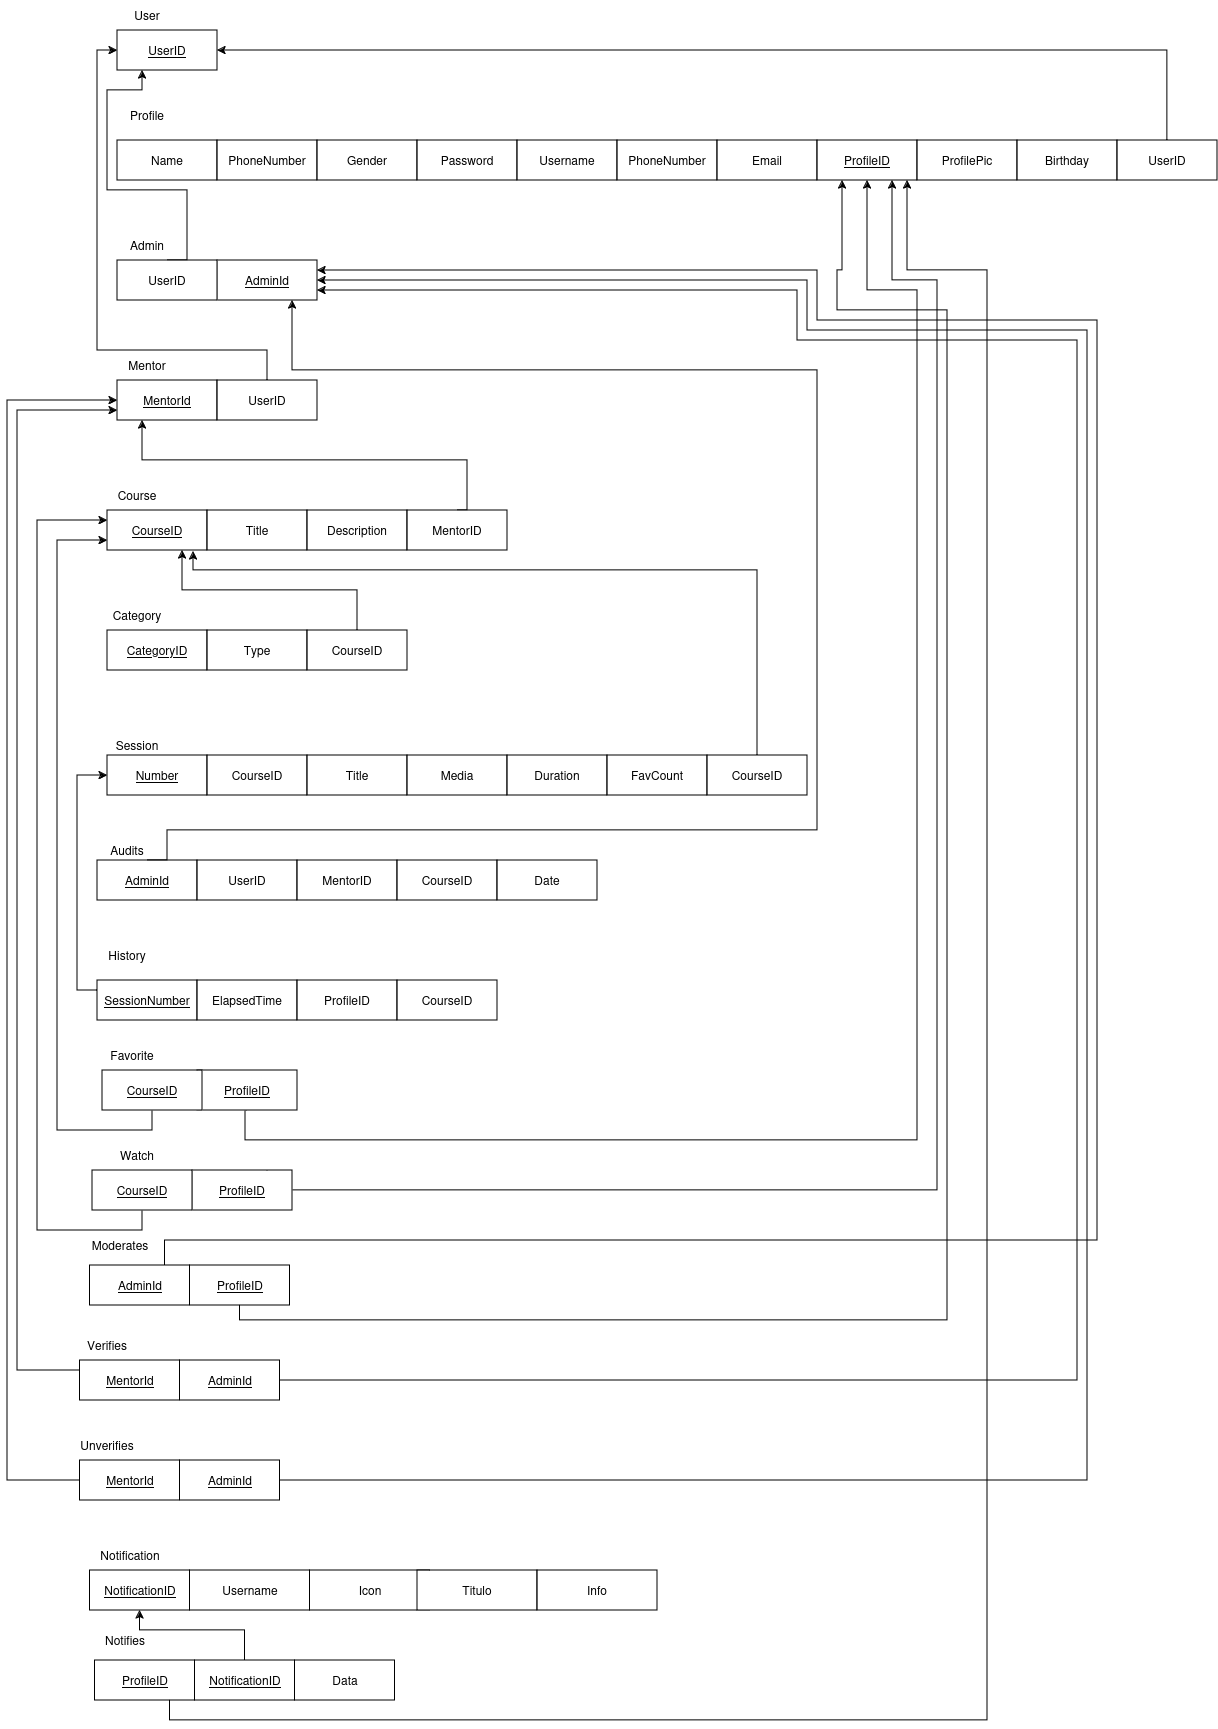 User
UserID
Profile
Name PhoneNumber Gender Password Username PhoneNumber Email ProfileID ProfilePic Birthday UserID
Admin
UserID AdminId
Mentor
MentorId UserID
Course
CourseID Title Description MentorID
Category
CategoryID Type CourseID
Session
Number CourseID Title Media Duration FavCount CourseID
Audits
AdminId UserID MentorID CourseID Date
History
SessionNumber ElapsedTime ProfileID CourseID
Favorite
CourseID ProfileID
Watch
CourseID ProfileID
Moderates
AdminId ProfileID
Verifies
MentorId AdminId
Unverifies
MentorId AdminId
Notification
NotificationID Username Icon Titulo Info
Notifies
ProfileID NotificationID Data